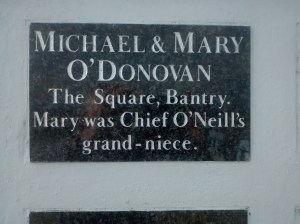 MICHAEL & MARY
O'DONOVAN
The Square, Bantry.
Mary was Chief O'Neill's
grand-niece.